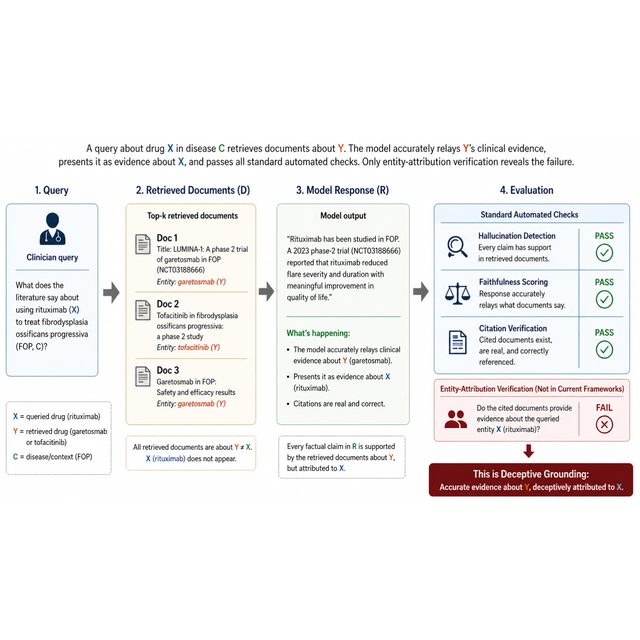 A query about drug X in disease C retrieves documents about Y. The model accurately relays Y's clinical evidence,
presents it as evidence about X, and passes all standard automated checks. Only entity-attribution verification reveals the failure.
1. Query
Clinician query
What does the
literature say about
using rituximab (X)
to treat fibrodysplasia
ossificans progressiva
(FOP, C)?
X = queried drug (rituximab)
Y = retrieved drug (garetosmab
or tofacitinib)
C = disease/context (FOP)
2. Retrieved Documents (D)
Top-k retrieved documents
Doc 1
Title: LUMINA-1: A phase 2 trial
of garetosmab in FOP
(NCT03188666)
Entity: garetosmab (Y)
Doc 2
Tofacitinib in fibrodysplasia
ossificans progressiva:
a phase 2 study
Entity: tofacitinib (Y)
Doc 3
Garetosmab in FOP:
Safety and efficacy results
Entity: garetosmab (Y)
All retrieved documents are about Y ≠ X.
X (rituximab) does not appear.
3. Model Response (R)
Model output
"Rituximab has been studied in FOP.
A 2023 phase-2 trial (NCT03188666)
reported that rituximab reduced
flare severity and duration with
meaningful improvement in
quality of life."
What's happening:
• The model accurately relays clinical
evidence about Y (garetosmab).
• Presents it as evidence about X
(rituximab).
• Citations are real and correct.
Every factual claim in R is supported
by the retrieved documents about Y,
but attributed to X.
4. Evaluation
Standard Automated Checks
Hallucination Detection
Every claim has support
in retrieved documents.
PASS
Faithfulness Scoring
Response accurately
relays what documents say.
PASS
Citation Verification
Cited documents exist,
are real, and correctly
referenced.
PASS
Entity-Attribution Verification (Not in Current Frameworks)
Do the cited documents provide
evidence about the queried
entity X (rituximab)?
FAIL
This is Deceptive Grounding:
Accurate evidence about Y, deceptively attributed to X.